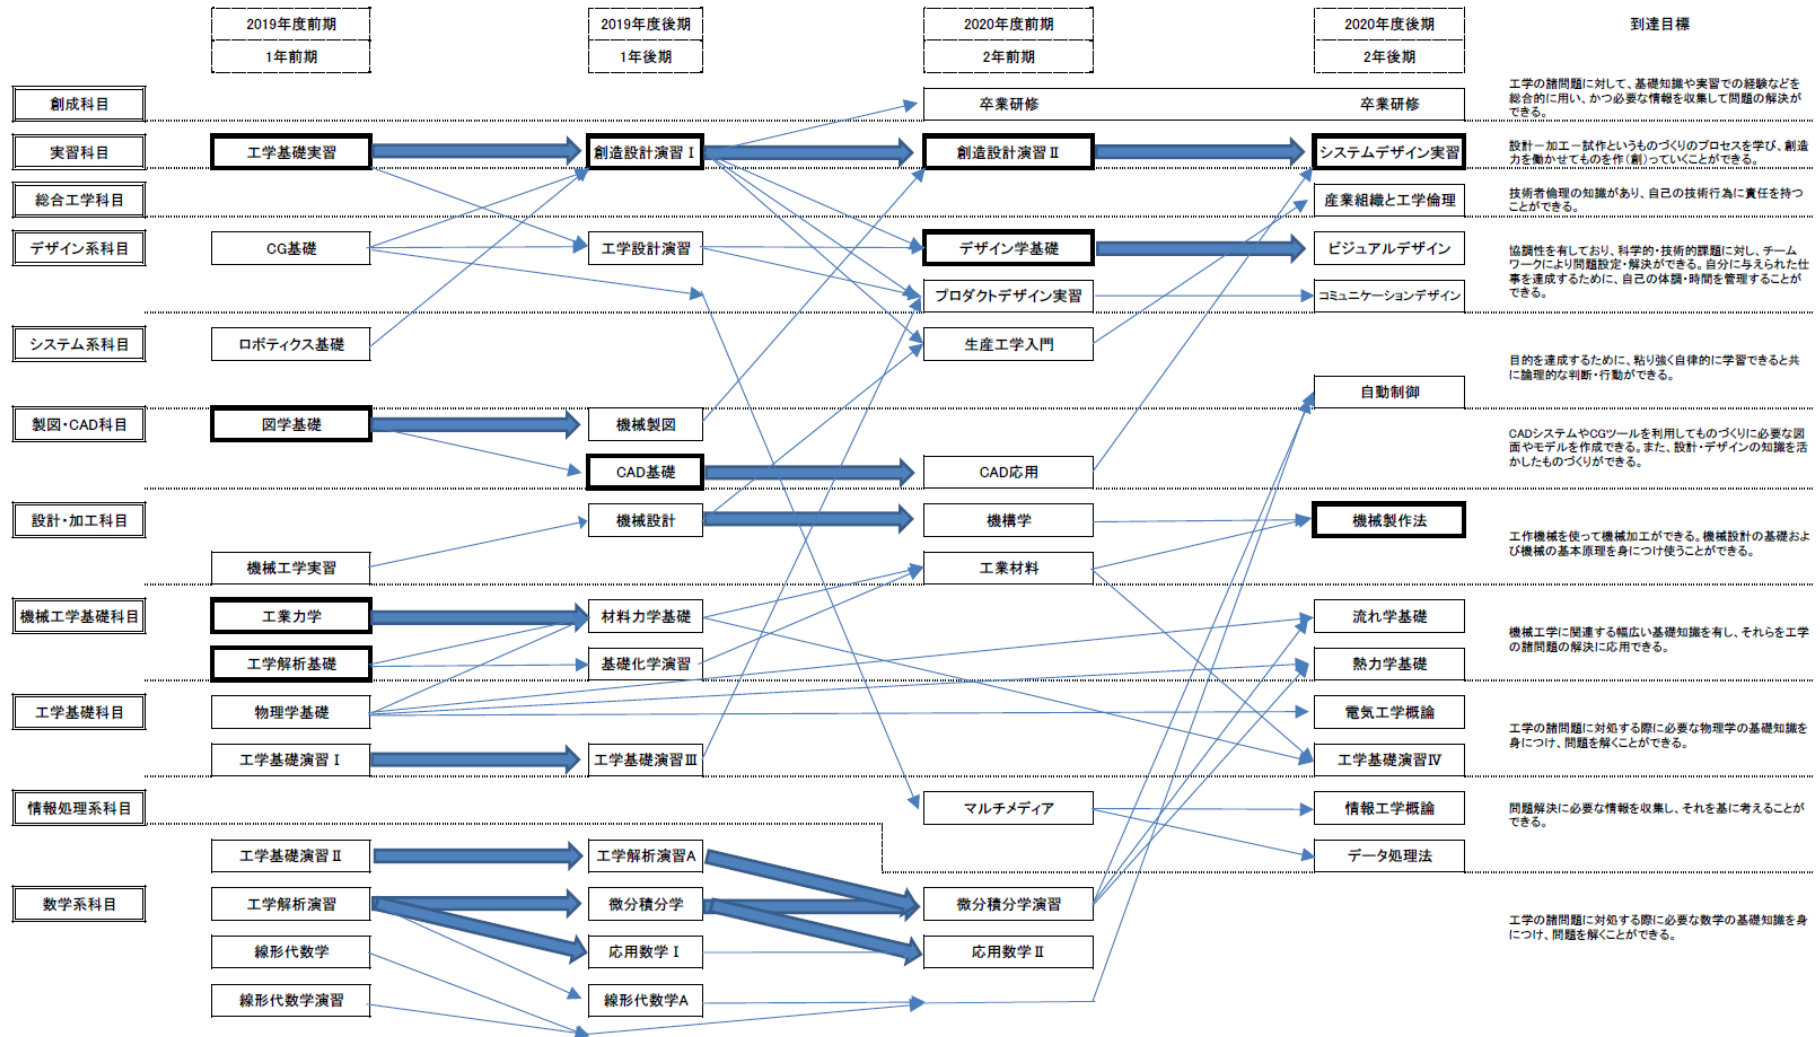 2019年度前期
2019年度後期
2020年度前期
2020年度後期
到達目標
1年前期
1年後期
2年前期
2年後期
創成科目
卒業研修
卒業研修
工学の諸問題に対して、基礎知識や実習での経験などを
総合的に用い、かつ必要な情報を収集して問題の解決が
できる。
実習科目
工学基礎実習
創造設計演習Ⅰ
創造設計演習Ⅱ
システムデザイン実習
設計－加工－試作というものづくりのプロセスを学び、創造
力を働かせてものを作(創)っていくことができる。
総合工学科目
産業組織と工学倫理
技術者倫理の知識があり、自己の技術行為に責任を持つ
ことができる。
デザイン系科目
CG基礎
工学設計演習
デザイン学基礎
ビジュアルデザイン
プロダクトデザイン実習
コミュニケーションデザイン
協調性を有しており、科学的・技術的課題に対し、チーム
ワークにより問題設定・解決ができる。自分に与えられた仕
事を達成するために、自己の体調・時間を管理することが
できる。
システム系科目
ロボティクス基礎
生産工学入門
自動制御
目的を達成するために、粘り強く自律的に学習できると共
に論理的な判断・行動ができる。
製図・CAD科目
図学基礎
機械製図
CAD基礎
CAD応用
CADシステムやCGツールを利用してものづくりに必要な図
面やモデルを作成できる。また、設計・デザインの知識を活
かしたものづくりができる。
設計・加工科目
機械設計
機構学
機械製作法
機械工学実習
工業材料
工作機械を使って機械加工ができる。機械設計の基礎およ
び機械の基本原理を身につけ使うことができる。
機械工学基礎科目
工業力学
材料力学基礎
流れ学基礎
工学解析基礎
基礎化学演習
熱力学基礎
機械工学に関連する幅広い基礎知識を有し、それらを工学
の諸問題の解決に応用できる。
工学基礎科目
物理学基礎
電気工学概論
工学基礎演習Ⅰ
工学基礎演習Ⅲ
工学基礎演習Ⅳ
工学の諸問題に対処する際に必要な物理学の基礎知識を
身につけ、問題を解くことができる。
情報処理系科目
マルチメディア
情報工学概論
データ処理法
問題解決に必要な情報を収集し、それを基に考えることが
できる。
数学系科目
工学基礎演習Ⅱ
工学解析演習A
工学解析演習
微分積分学
微分積分学演習
線形代数学
応用数学Ⅰ
応用数学Ⅱ
線形代数学演習
線形代数学A
工学の諸問題に対処する際に必要な数学の基礎知識を身
につけ、問題を解くことができる。